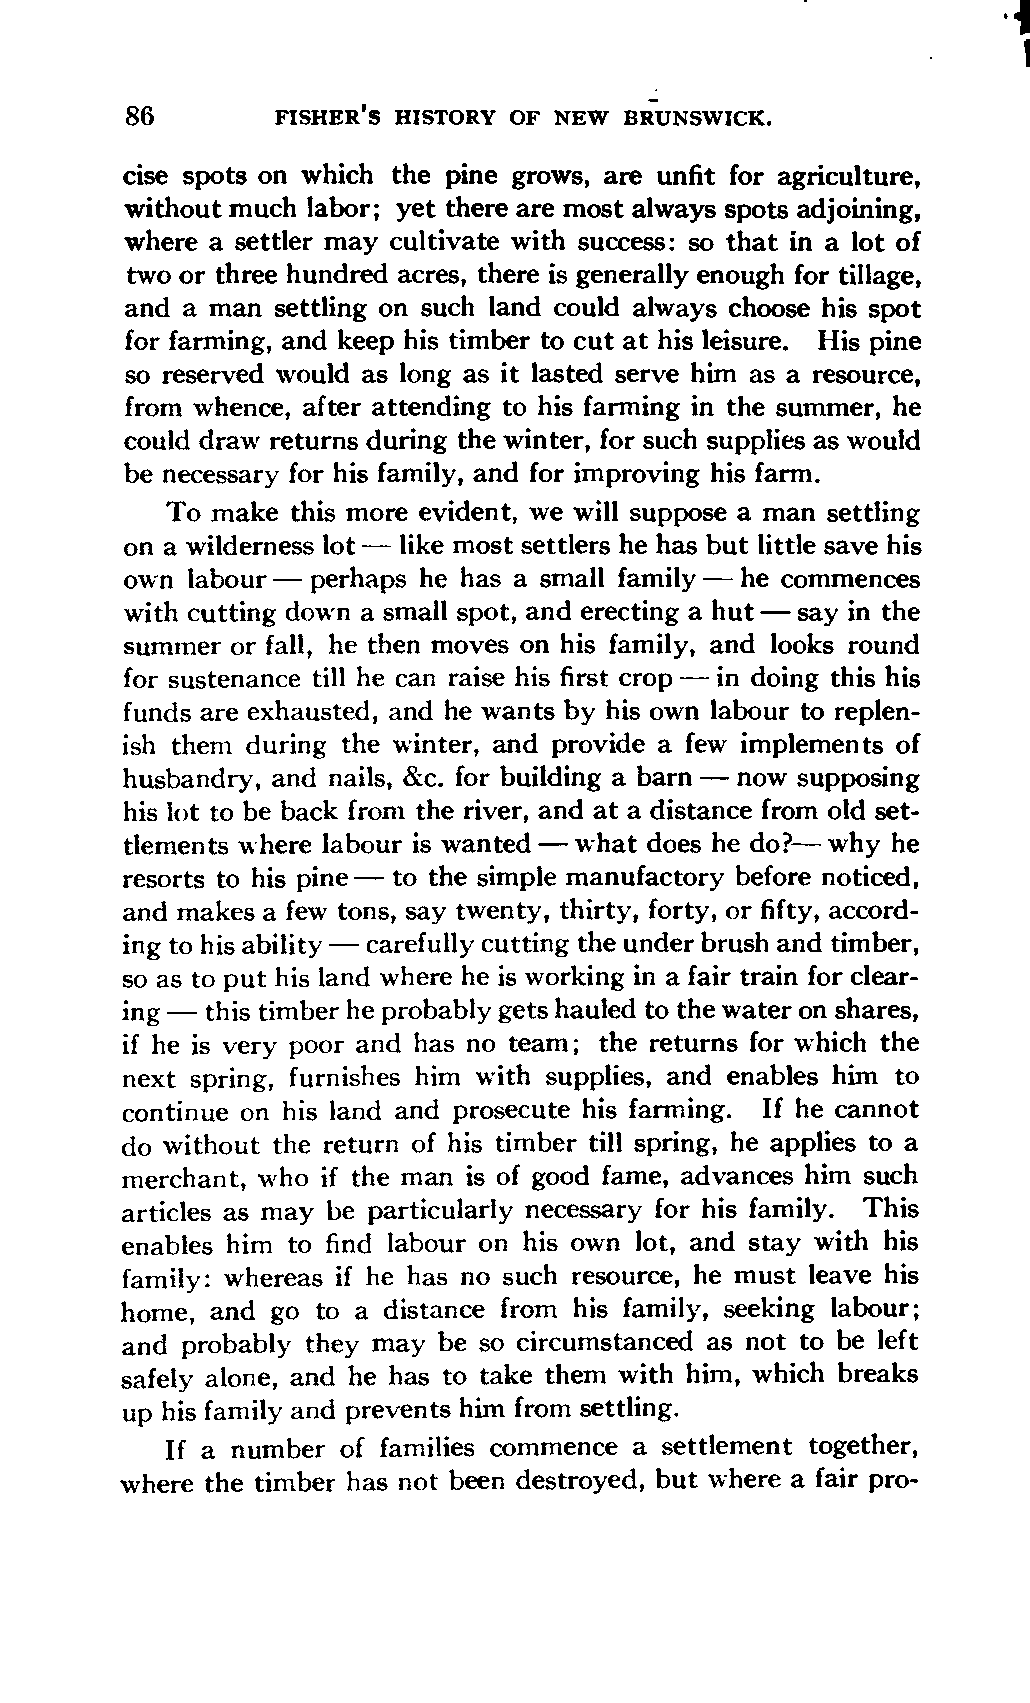 86 FISHER'S HISTORY OF NEW BRUNSWICK.
cise spots on which the pine grows, are unfit for agriculture,
without much labor; yet there are most always spots adjoining,
where a settler may cultivate with success: so that in a lot of
two or three hundred acres, there is generally enough for tillage,
and a man settling on such land could always choose his spot
for farming, and keep his timber to cut at his leisure. His pine
so reserved would as long as it lasted serve him as a resource,
from whence, after attending to his farming in the summer, he
could draw returns during the winter, for such supplies as would
be necessary for his family, and for improving his farm.
To make this more evident, we will suppose a man settling
on a wilderness lot — like most settlers he has but little save his
own labour — perhaps he has a small family — he commences
with cutting down a small spot, and erecting a hut — say in the
summer or fall, he then moves on his family, and looks round
for sustenance till he can raise his first crop — in doing this his
funds are exhausted, and he wants by his own labour to replen-
ish them during the winter, and provide a few implements of
husbandry, and nails, &c. for building a barn — now supposing
his lot to be back from the river, and at a distance from old set-
tlements where labour is wanted — what does he do?— why he
resorts to his pine — to the simple manufactory before noticed,
and makes a few tons, say twenty, thirty, forty, or fifty, accord-
ing to his ability — carefully cutting the under brush and timber,
so as to put his land where he is working in a fair train for clear-
ing — this timber he probably gets hauled to the water on shares,
if he is very poor and has no team; the returns for which the
next spring, furnishes him with supplies, and enables him to
continue on his land and prosecute his farming. If he cannot
do without the return of his timber till spring, he applies to a
merchant, who if the man is of good fame, advances him such
articles as may be particularly necessary for his family. This
enables him to find labour on his own lot, and stay with his
family: whereas if he has no such resource, he must leave his
home, and go to a distance from his family, seeking labour;
and probably they may be so circumstanced as not to be left
safely alone, and he has to take them with him, which breaks
up his family and prevents him from settling.
If a number of families commence a settlement together,
where the timber has not been destroyed, but where a fair pro-